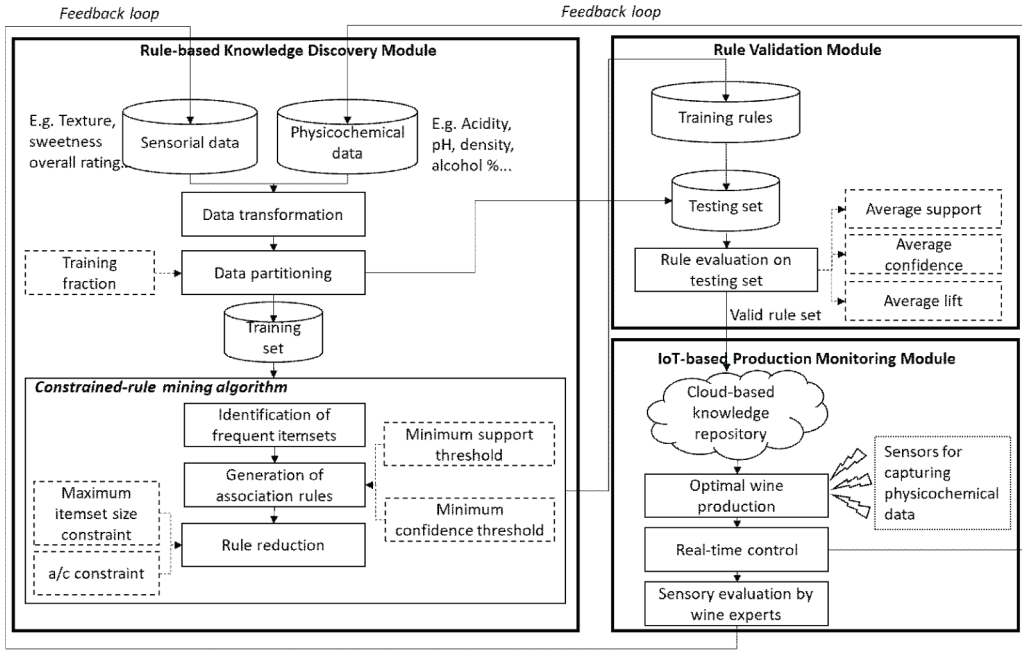 Feedback loop
Feedback loop
Rule-based Knowledge Discovery Module
E.g. Texture,
sweetness
overall rating...
Sensorial data
Physicochemical
data
E.g. Acidity,
pH, density,
alcohol %...
Data transformation
Training
fraction
Data partitioning
Training
set
Constrained-rule mining algorithm
Identification of
frequent itemsets
Minimum support
threshold
Generation of
association rules
Maximum
itemset size
constraint
Minimum
confidence threshold
Rule reduction
a/c constraint
Rule Validation Module
Training rules
Testing set
Average support
Rule evaluation on
testing set
Average
confidence
Average lift
Valid rule set
IoT-based Production Monitoring Module
Cloud-based
knowledge
repository
Sensors for
capturing
physicochemical
data
Optimal wine
production
Real-time control
Sensory evaluation by
wine experts